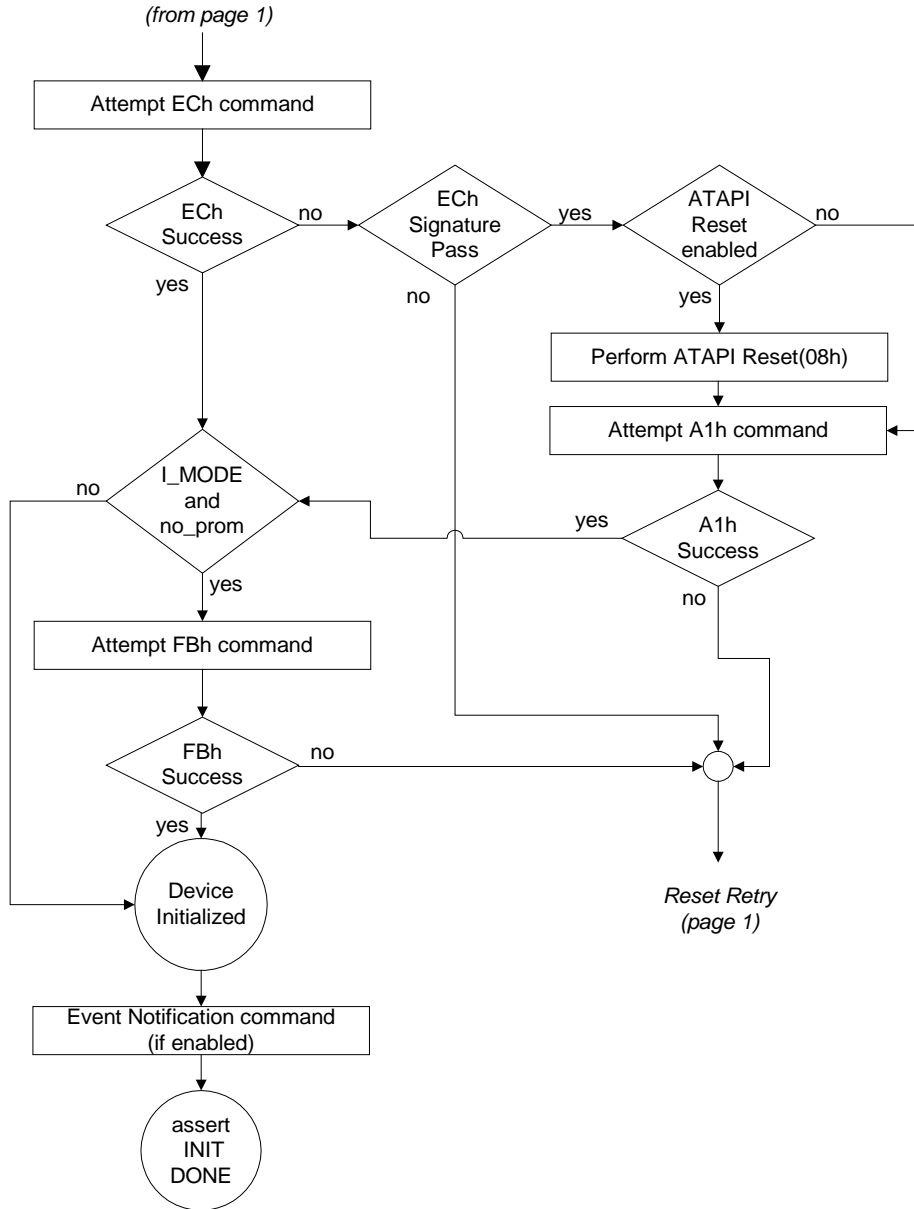 (from page 1)
Attempt ECh command
ECh
Success
no
ECh
Signature
Pass
yes
ATAPI
Reset
enabled
no
yes
no
yes
Perform ATAPI Reset(08h)
Attempt A1h command
I_MODE
and
no_prom
no
yes
A1h
Success
yes
no
Attempt FBh command
FBh
Success
no
yes
Device
Initialized
Reset Retry
(page 1)
Event Notification command
(if enabled)
assert
INIT
DONE